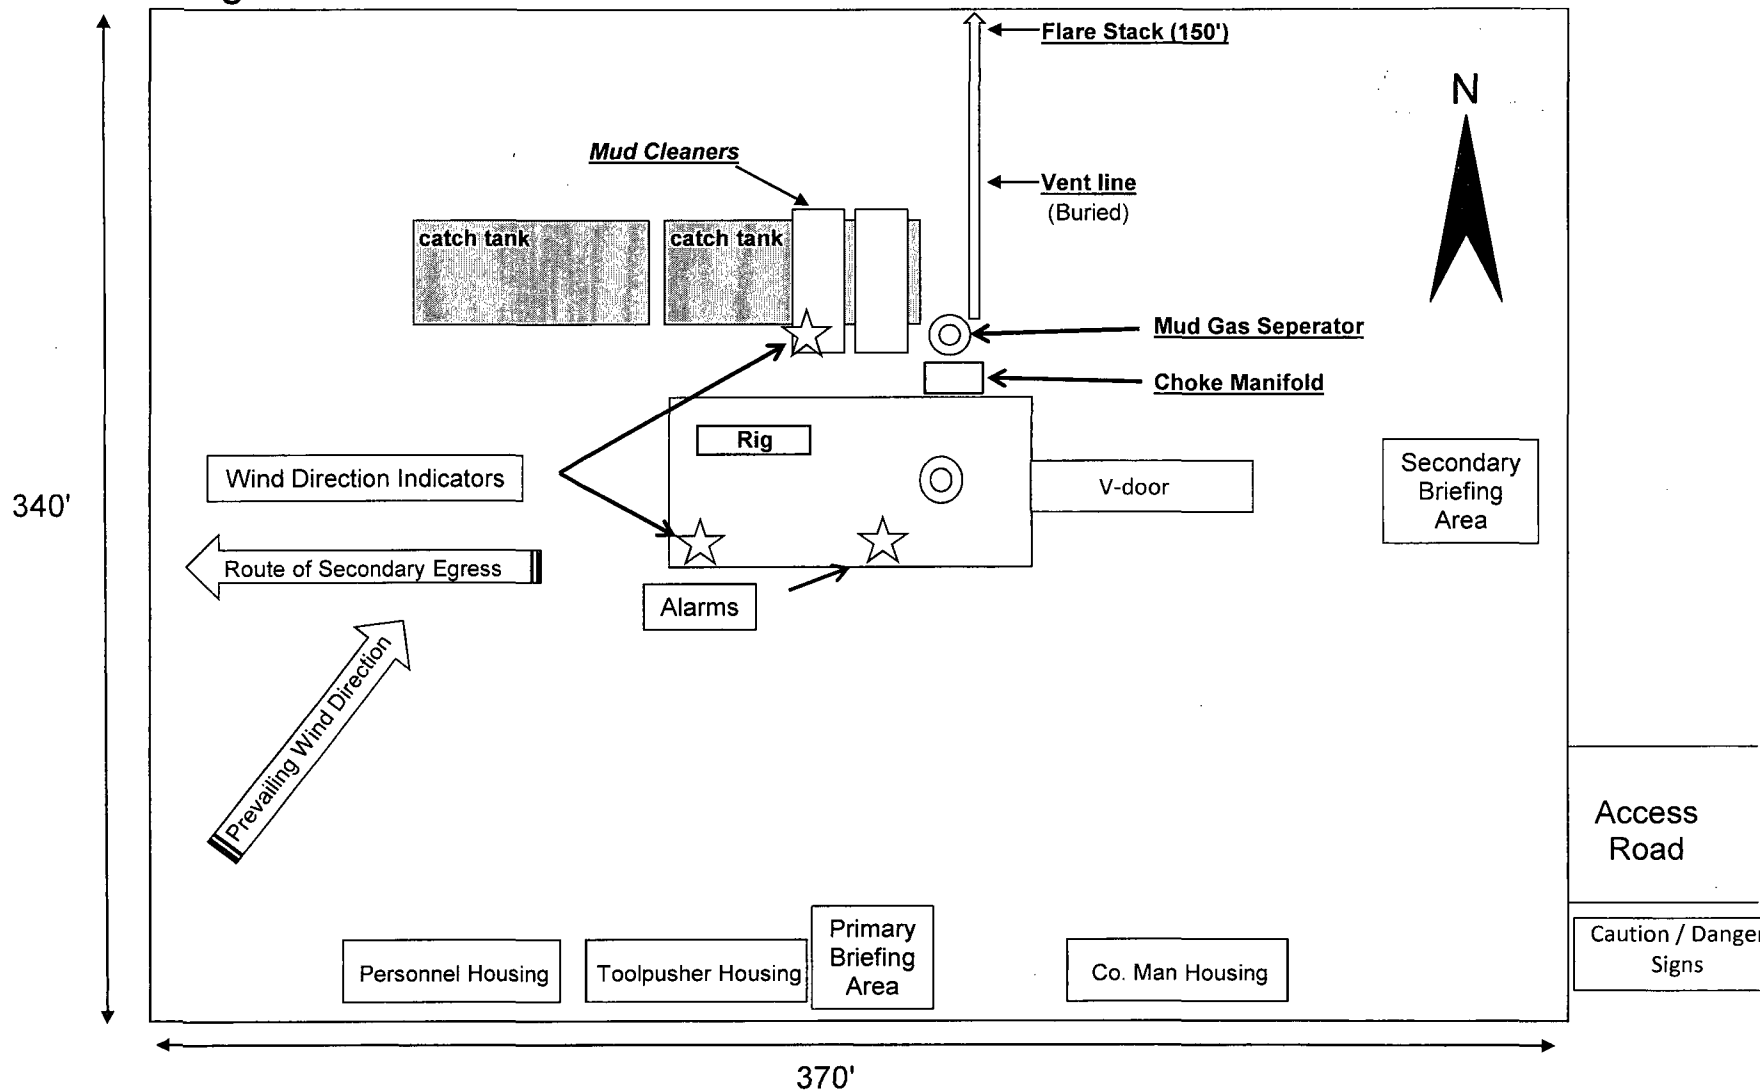 Flare Stack (150')
N
Mud Cleaners
Vent line
(Buried)
catch tank
catch tank
Mud Gas Seperator
Choke Manifold
Rig
Secondary
Briefing
Area
Wind Direction Indicators
V-door
340'
Route of Secondary Egress
Alarms
Prevailing Wind Direction
Access
Road
Primary
Briefing
Area
Caution / Danger
Signs
Personnel Housing
Toolpusher Housing
Co. Man Housing
370'